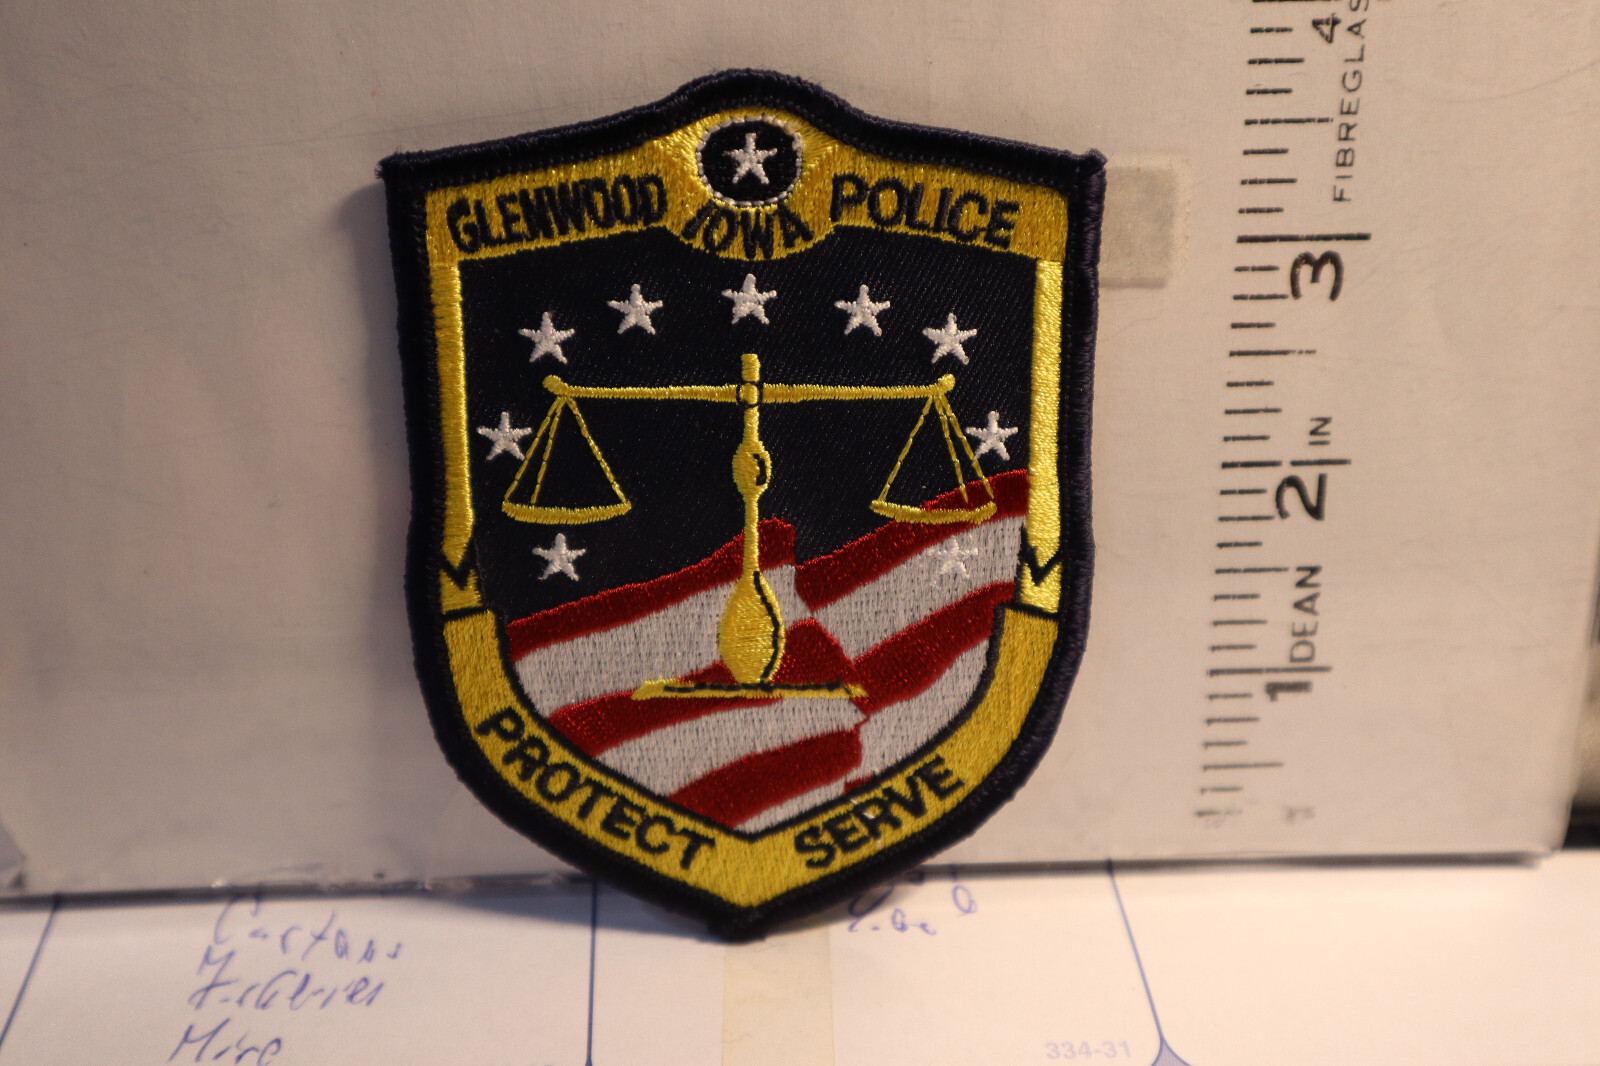 GLENWOOD IOWA POLICE
PROTECT SERVE
1 2 3 4
DEAN IN FIBREGLAS
334-31